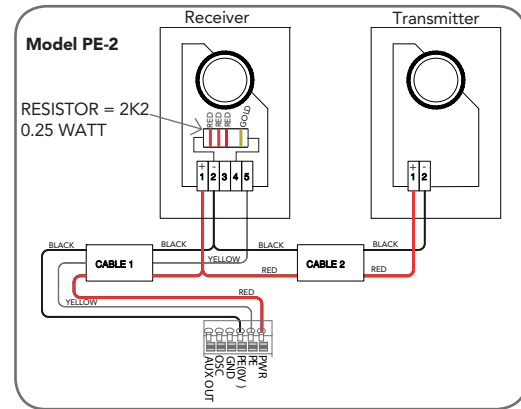 Receiver
Transmitter
Model PE-2
RESISTOR = 2K2
0.25 WATT
RED
RED
RED
GOLD
+
-
1
2
3
4
5
+
-
1
2
BLACK
BLACK
BLACK
BLACK
CABLE 1
YELLOW
CABLE 2
RED
RED
YELLOW
RED
AUX OUT
OSC
GND
PE(0V)
PE
PWR